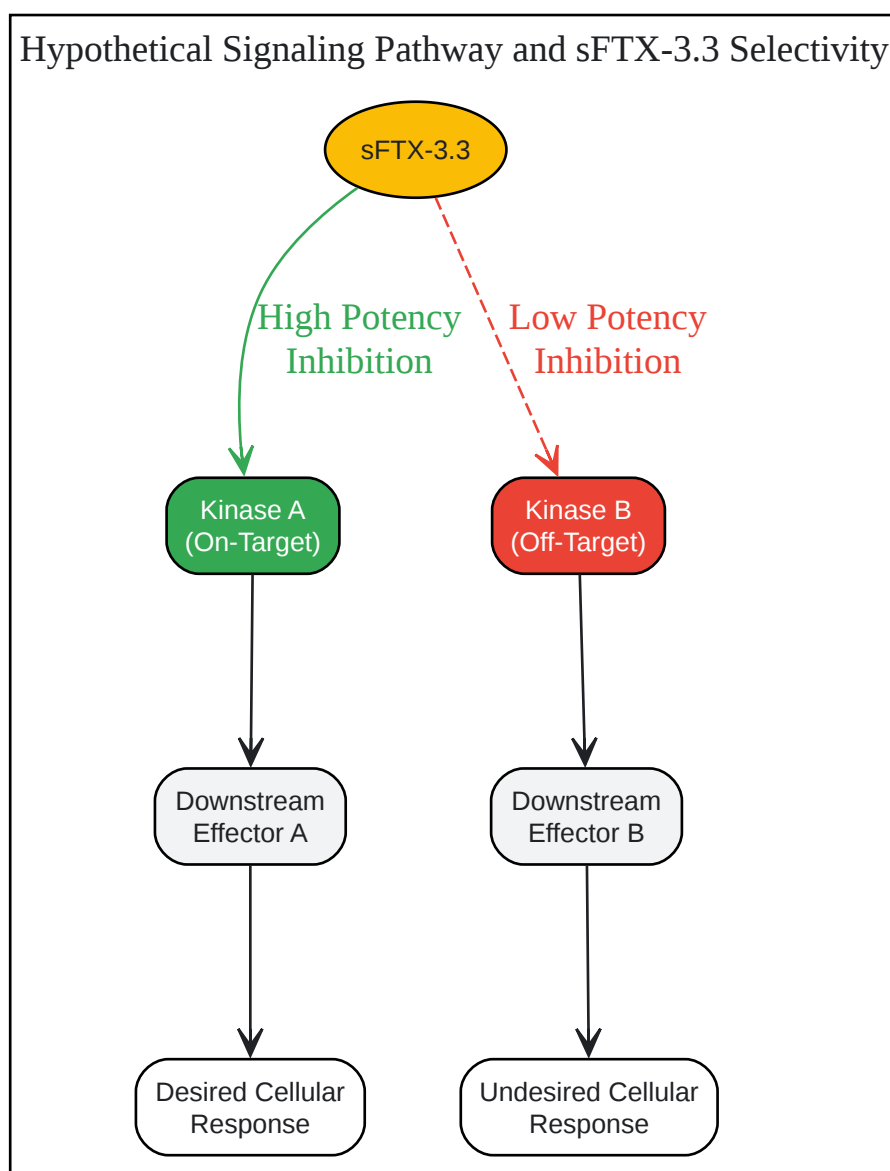 Hypothetical Signaling Pathway and sFTX-3.3 Selectivity
sFTX-3.3
High Potency
Inhibition
Low Potency
Inhibition
Kinase A
(On-Target)
Kinase B
(Off-Target)
Downstream
Effector A
Downstream
Effector B
Desired Cellular
Response
Undesired Cellular
Response